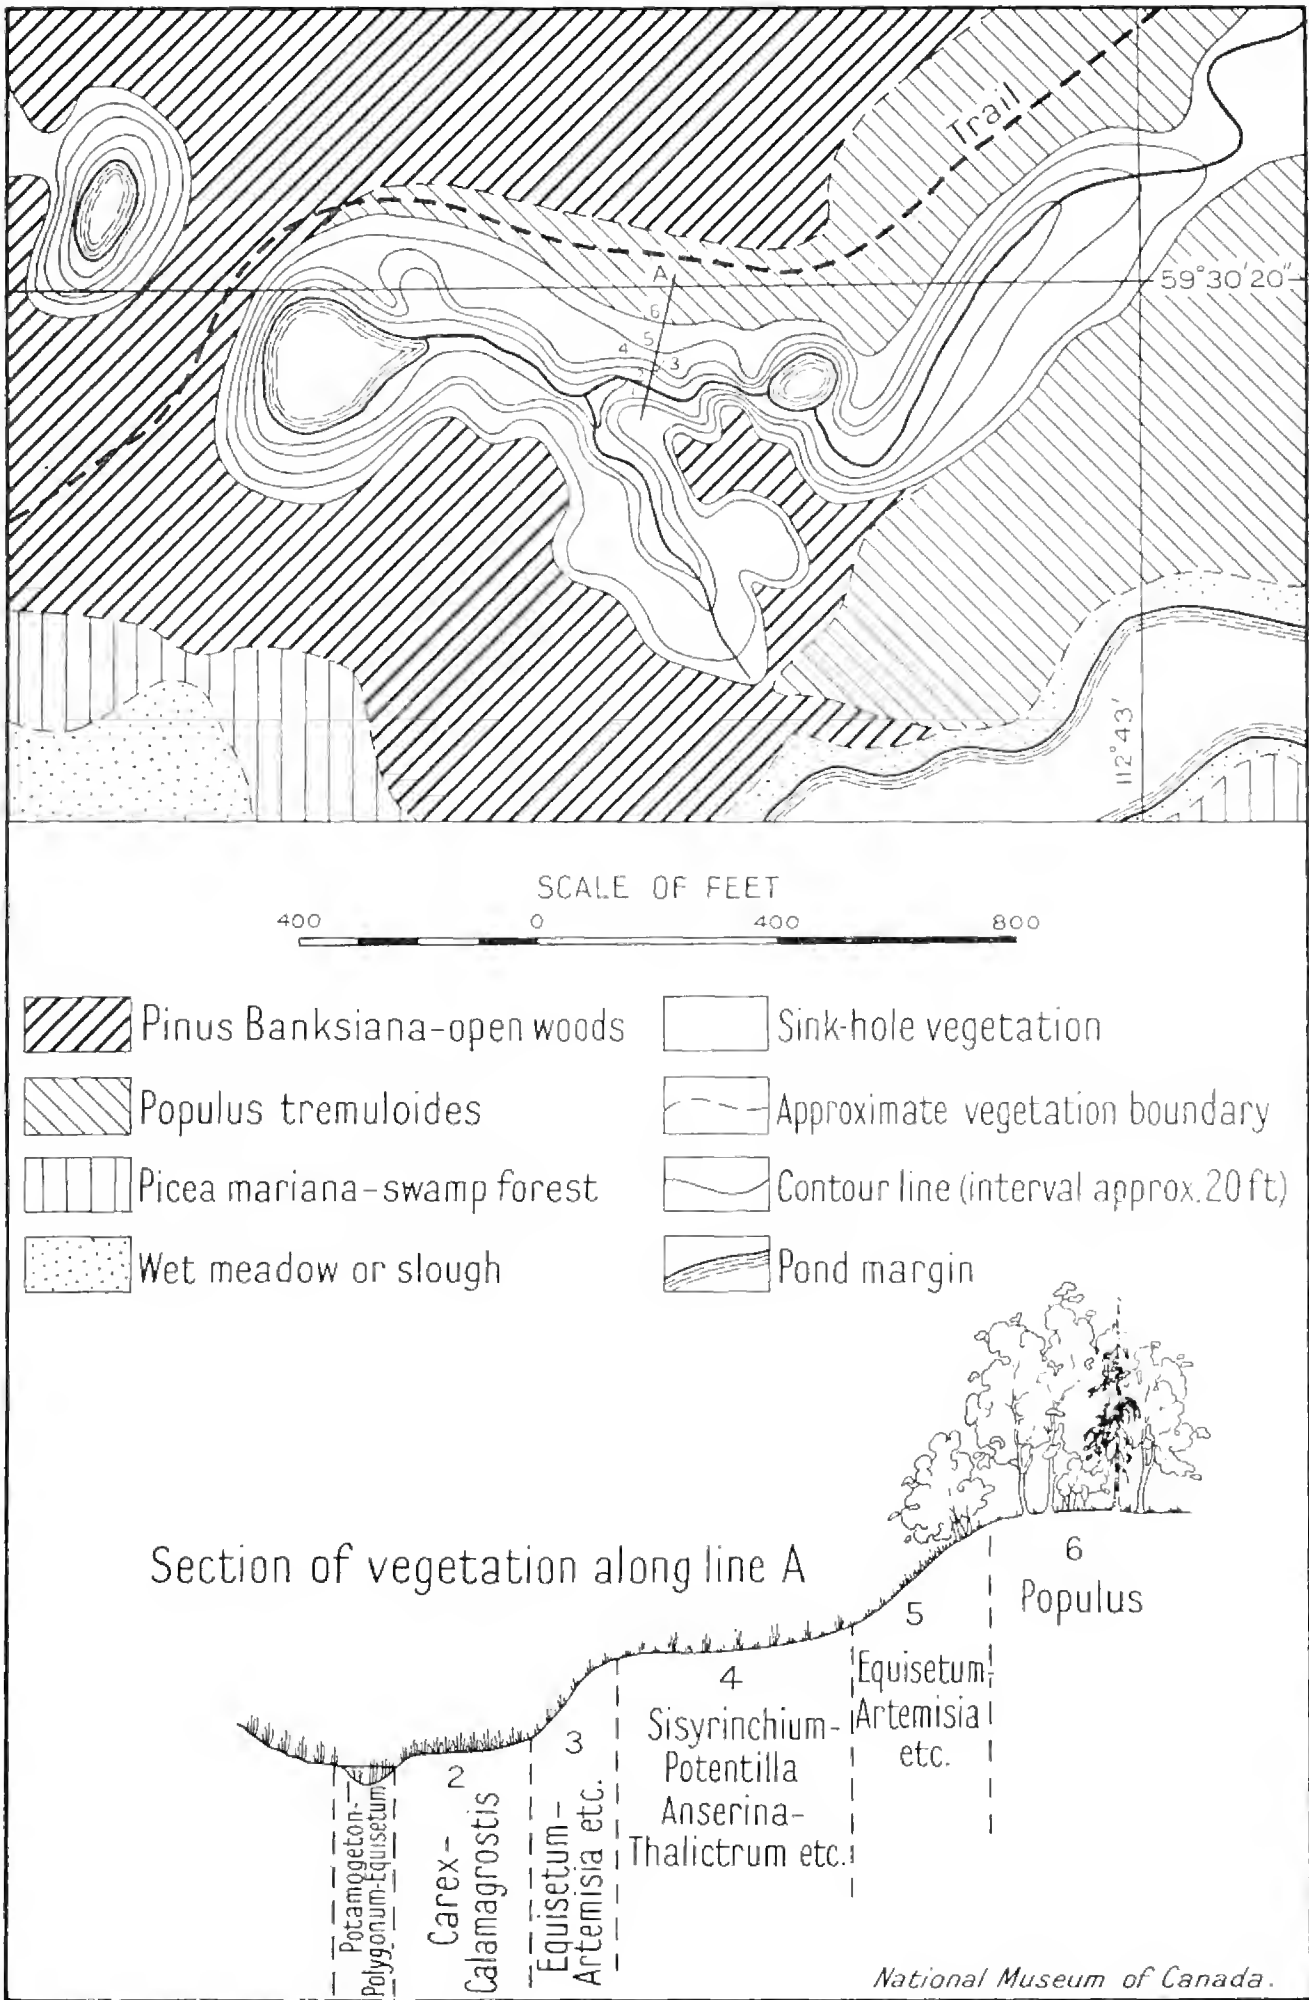 Trail
A
59°30'20"
6
5
4
3
112°43'
SCALE OF FEET
400 0 400 800
Pinus Banksiana-open woods
Populus tremuloides
Picea mariana-swamp forest
Wet meadow or slough
Sink-hole vegetation
Approximate vegetation boundary
Contour line (interval approx. 20 ft)
Pond margin
Section of vegetation along line A
6
Populus
5
Equisetum-
Artemisia
etc.
4
Sisyrinchium-
Potentilla
Anserina-
Thalictrum etc.
3
Equisetum-
Artemisia etc.
2
Carex-
Calamagrostis
Potamogeton-
Polygonum-Equisetum
National Museum of Canada.